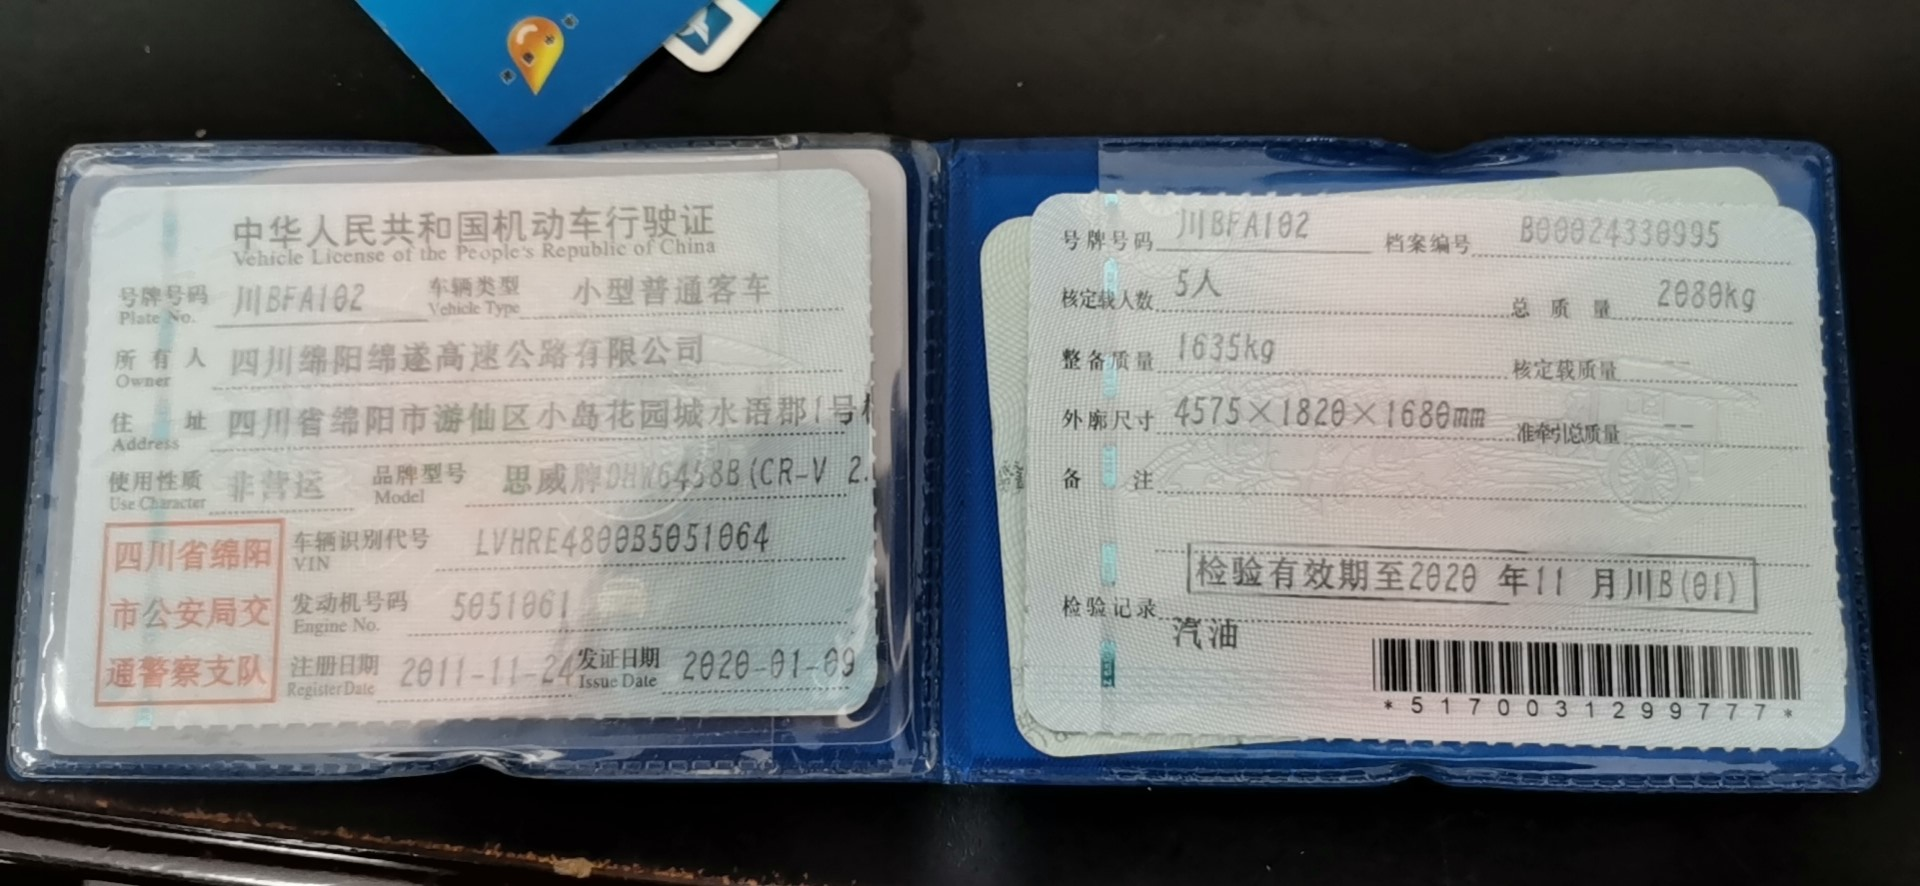 中华人民共和国机动车行驶证
Vehicle License of the People's Republic of China
号牌号码 川BFA102 车辆类型 小型普通客车
Plate No. Vehicle Type
所有人 四川绵阳绵遂高速公路有限公司
Owner
住址 四川省绵阳市游仙区小岛花园城水语郡1号
Address
使用性质 非营运 品牌型号 思威牌DHW6458B(CR-V 2.
Use Character Model
四川省绵阳
市公安局交
通警察支队
车辆识别代号 LVHRE4800B5051064
VIN
发动机号码 5051061
Engine No.
注册日期 2011-11-24 发证日期 2020-01-09
Register Date Issue Date
号牌号码 川BFA102 档案编号 B00024330995
核定载人数 5人 总质量 2080kg
整备质量 1635kg 核定载质量 --
外廓尺寸 4575×1820×1680mm 准牵引总质量 --
备注
检验有效期至2020年11月川B(01)
检验记录
汽油
*5170031299777*